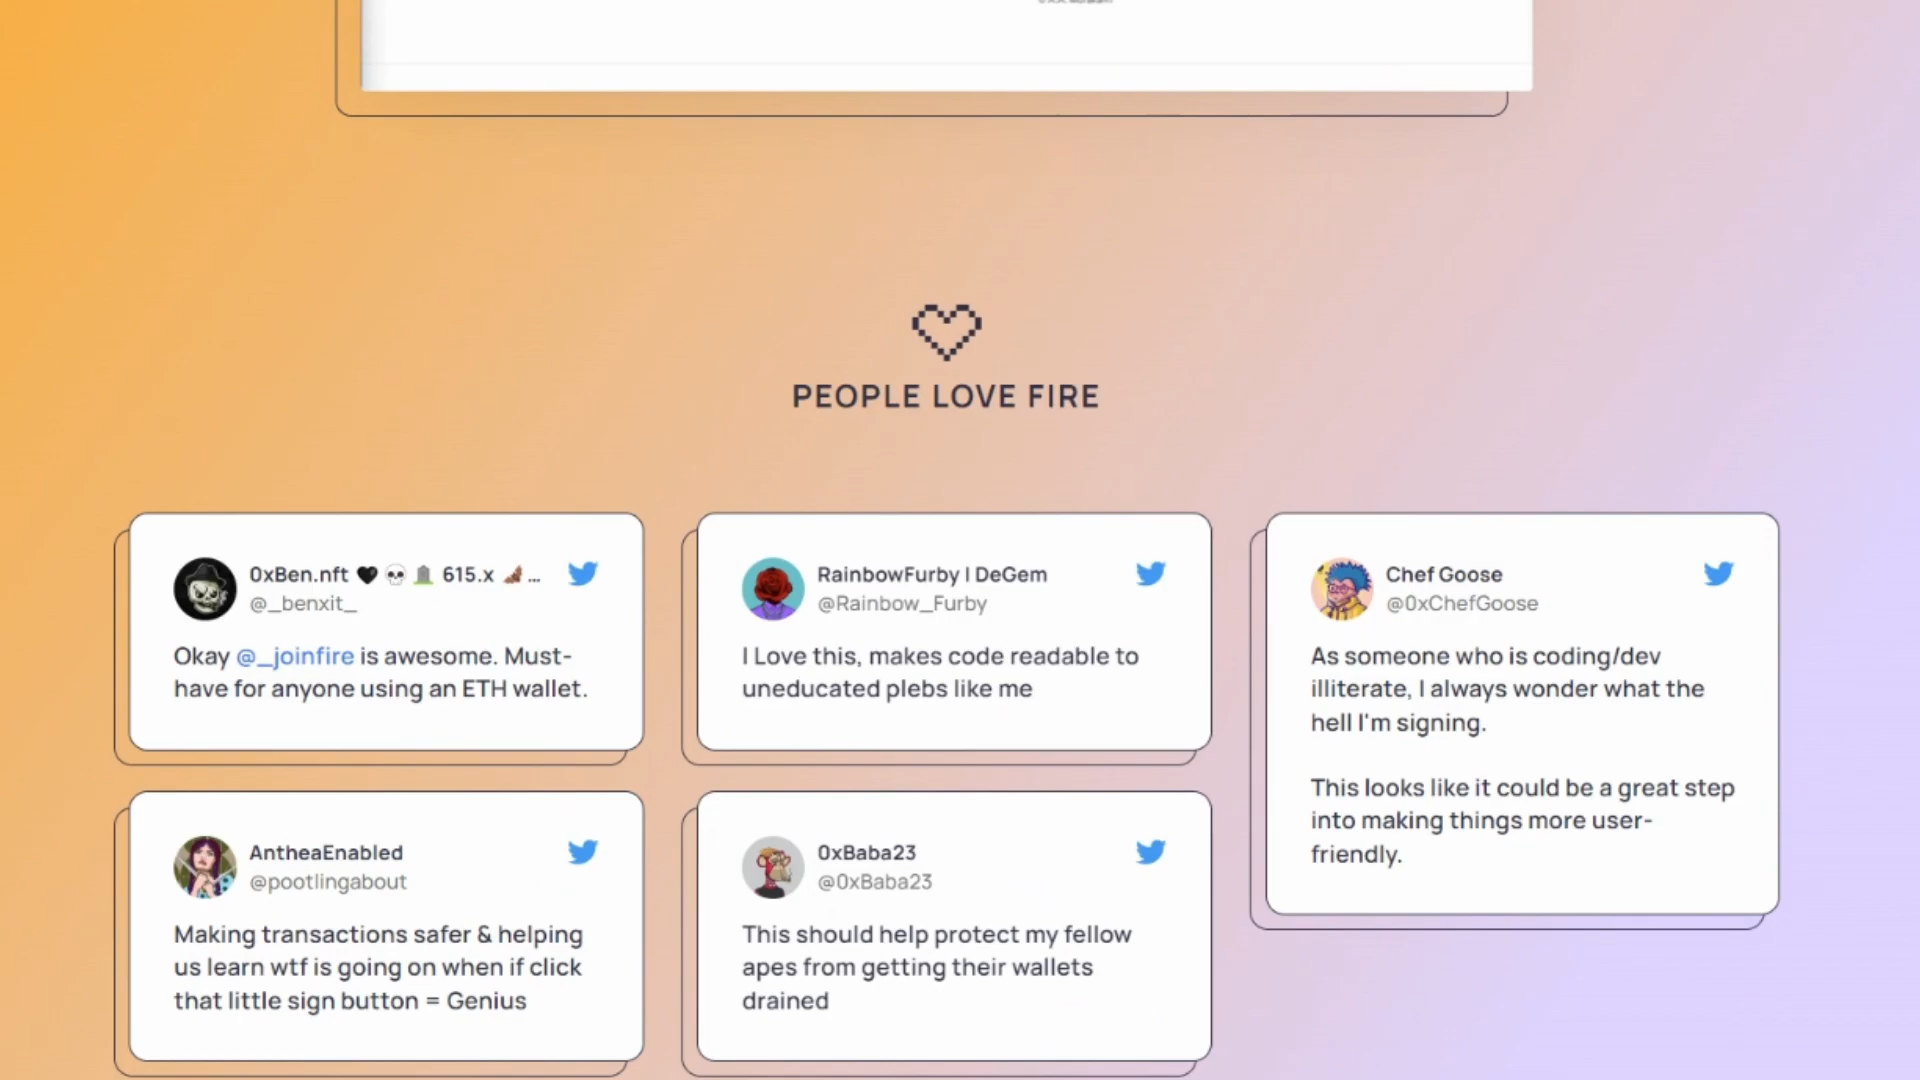 PEOPLE LOVE FIRE
0xBen.nft 🖤 💀 🪦 615.x 🦇 ...
@_benxit_
Okay @_joinfire is awesome. Must-
have for anyone using an ETH wallet.
RainbowFurby | DeGem
@Rainbow_Furby
I Love this, makes code readable to
uneducated plebs like me
Chef Goose
@0xChefGoose
As someone who is coding/dev
illiterate, I always wonder what the
hell I'm signing.
This looks like it could be a great step
into making things more user-
friendly.
AntheaEnabled
@pootlingabout
Making transactions safer & helping
us learn wtf is going on when if click
that little sign button = Genius
0xBaba23
@0xBaba23
This should help protect my fellow
apes from getting their wallets
drained